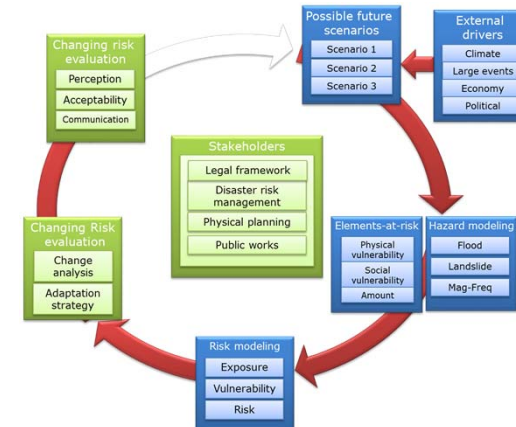 Changing risk
evaluation
Perception
Acceptability
Communication
Possible future
scenarios
Scenario 1
Scenario 2
Scenario 3
External
drivers
Climate
Large events
Economy
Political
Stakeholders
Legal framework
Disaster risk
management
Physical planning
Public works
Changing Risk
evaluation
Change
analysis
Adaptation
strategy
Elements-at-risk
Physical
vulnerability
Social
vulnerability
Amount
Hazard modeling
Flood
Landslide
Mag-Freq
Risk modeling
Exposure
Vulnerability
Risk